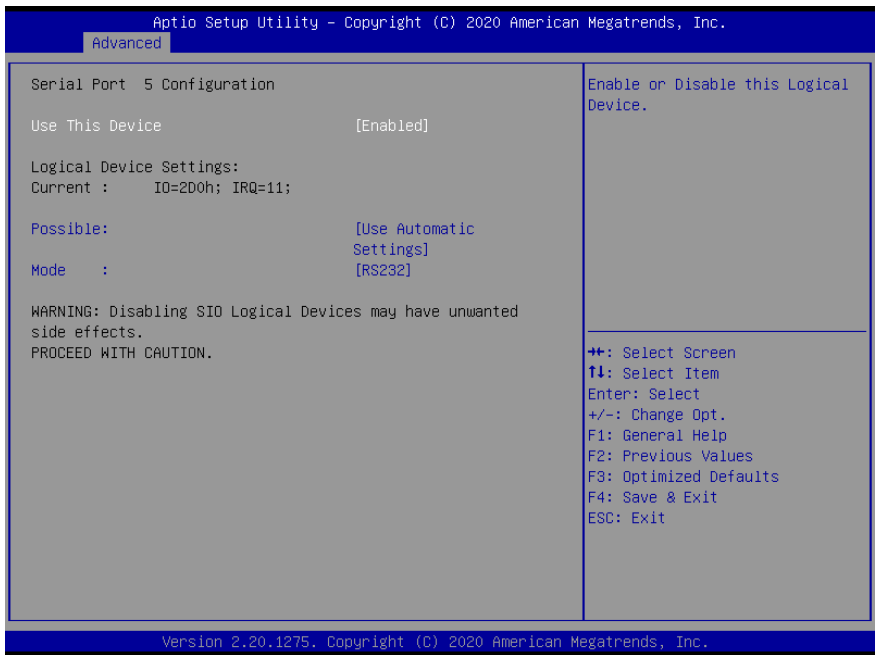 Aptio Setup Utility – Copyright (C) 2020 American Megatrends, Inc.
Advanced
Serial Port 5 Configuration
Use This Device [Enabled]
Logical Device Settings:
Current : IO=2D0h; IRQ=11;
Possible: [Use Automatic
Settings]
Mode : [RS232]
WARNING: Disabling SIO Logical Devices may have unwanted
side effects.
PROCEED WITH CAUTION.
Enable or Disable this Logical
Device.
→←: Select Screen
↑↓: Select Item
Enter: Select
+/-: Change Opt.
F1: General Help
F2: Previous Values
F3: Optimized Defaults
F4: Save & Exit
ESC: Exit
Version 2.20.1275. Copyright (C) 2020 American Megatrends, Inc.